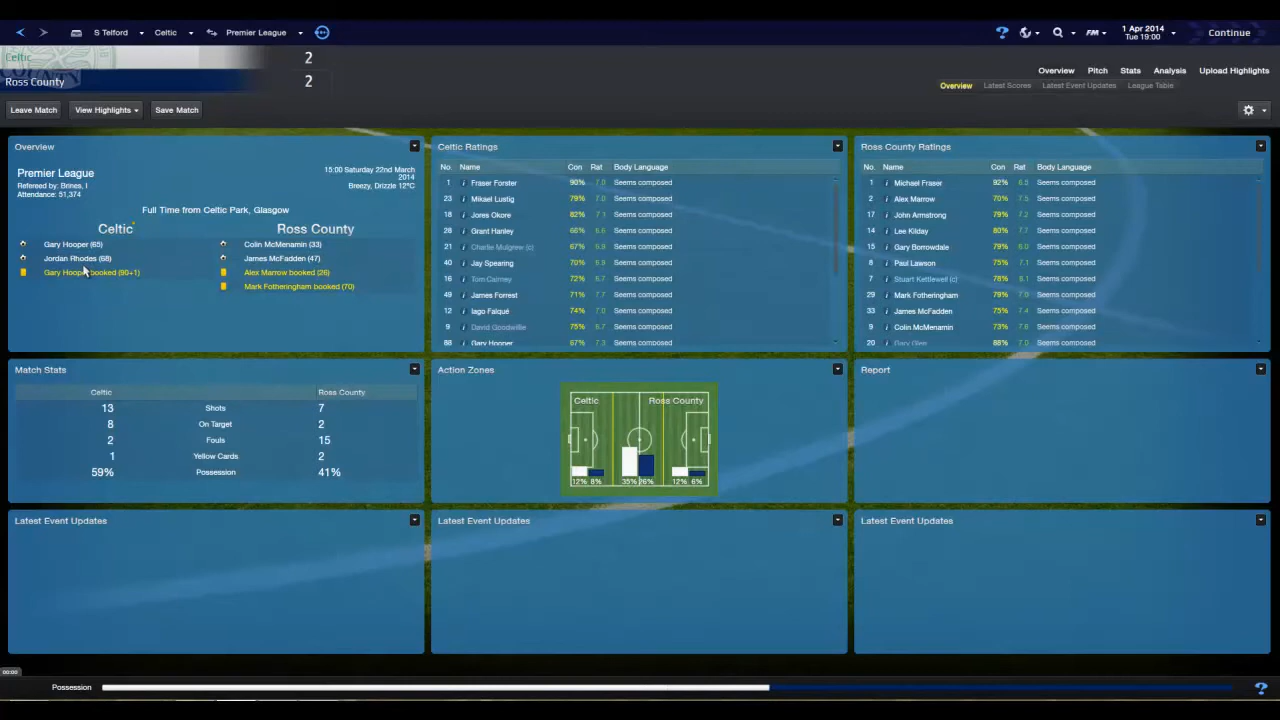 S Telford Celtic Premier League ? FM 1 Apr 2014 Continue
Tue 19:00
Celtic 2
Ross County 2
Overview Pitch Stats Analysis Upload Highlights
Overview Latest Scores Latest Event Updates League Table
Leave Match View Highlights Save Match
Overview
Premier League
Refereed by: Brines, I
Attendance: 51,374
15:00 Saturday 22nd March
2014
Breezy, Drizzle 12°C
Full Time from Celtic Park, Glasgow
Celtic Ross County
Gary Hooper (65) Colin McMenamin (33)
Jordan Rhodes (68) James McFadden (47)
Gary Hooper booked (90+1) Alex Marrow booked (26)
Mark Fotheringham booked (70)
Celtic Ratings
No. Name Con Rat Body Language
1 i Fraser Forster 90% 7.0 Seems composed
23 i Mikael Lustig 79% 7.0 Seems composed
18 i Jores Okore 82% 7.1 Seems composed
28 i Grant Hanley 68% 6.6 Seems composed
21 i Charlie Mulgrew (c) 67% 6.9 Seems composed
40 i Jay Spearing 70% 6.9 Seems composed
16 i Tom Cairney 72% 6.7 Seems composed
49 i James Forrest 71% 7.7 Seems composed
12 i Iago Falqué 74% 7.0 Seems composed
9 i David Goodwillie 75% 6.7 Seems composed
88 i Gary Hooper 67% 7.3 Seems composed
Ross County Ratings
No. Name Con Rat Body Language
1 i Michael Fraser 92% 6.5 Seems composed
2 i Alex Marrow 70% 7.5 Seems composed
17 i John Armstrong 79% 7.2 Seems composed
14 i Lee Kilday 80% 7.7 Seems composed
15 i Gary Borrowdale 79% 6.0 Seems composed
8 i Paul Lawson 75% 7.1 Seems composed
7 i Stuart Kettlewell (c) 78% 6.1 Seems composed
29 i Mark Fotheringham 79% 7.0 Seems composed
33 i James McFadden 75% 7.4 Seems composed
9 i Colin McMenamin 73% 7.6 Seems composed
20 i Gary Glen 88% 7.0 Seems composed
Match Stats
Celtic Ross County
13 Shots 7
8 On Target 2
2 Fouls 15
1 Yellow Cards 2
59% Possession 41%
Action Zones
Celtic Ross County
12% 8% 35% 26% 12% 6%
Report
Latest Event Updates
Latest Event Updates
Latest Event Updates
00:00
Possession ?